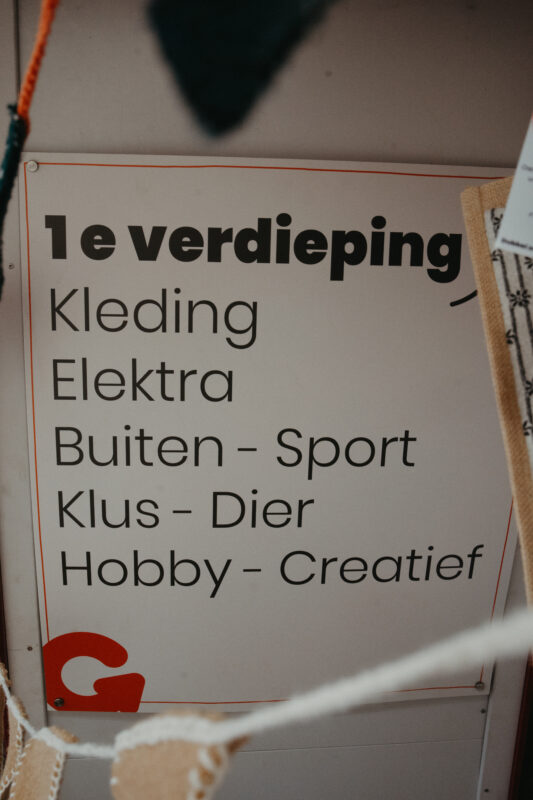 1e verdieping
Kleding
Elektra
Buiten - Sport
Klus - Dier
Hobby - Creatief